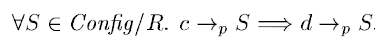 ∀S ∈ Config/R. c →ₚ S ⟹ d →ₚ S.